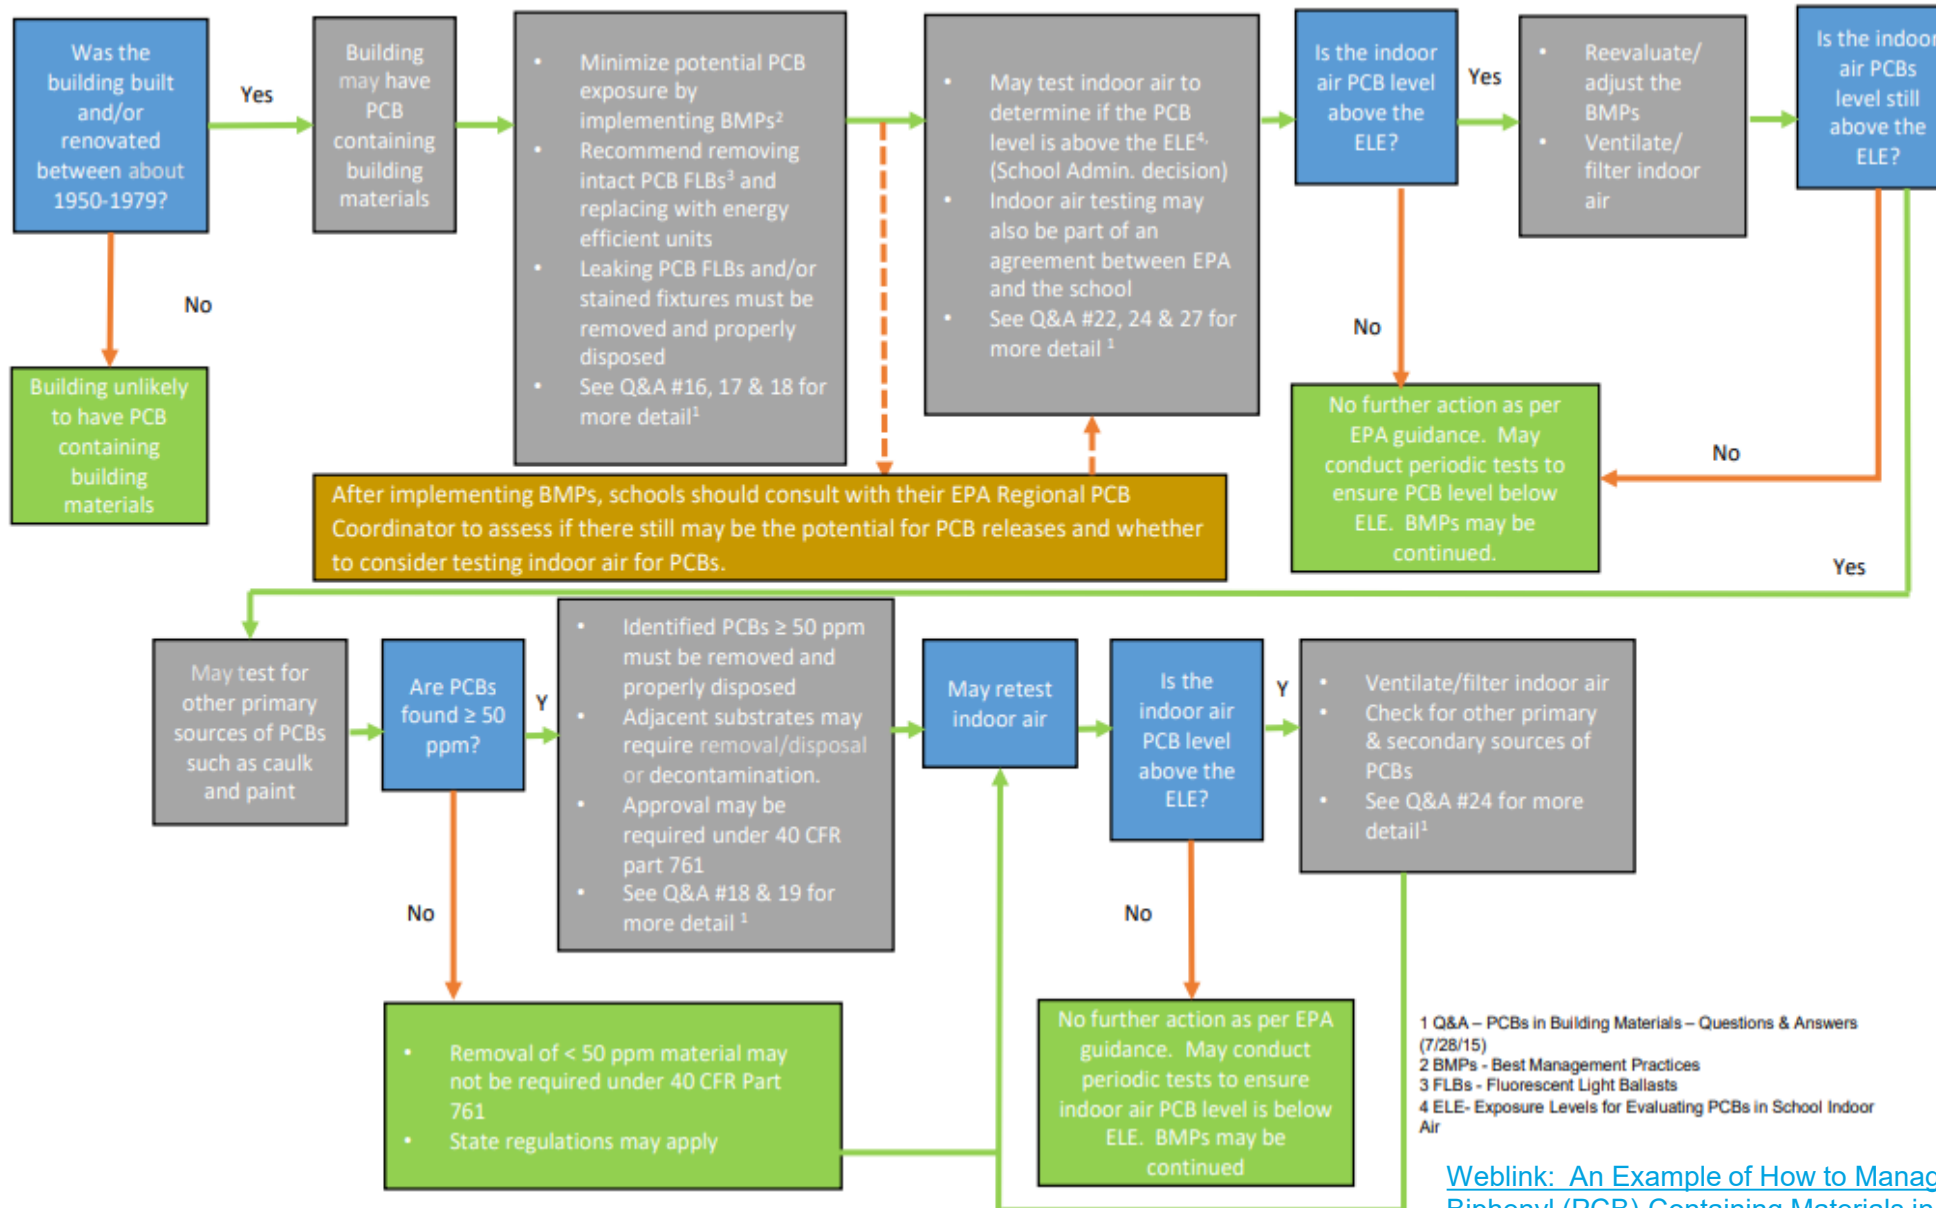 Was the
building built
and/or
renovated
between about
1950-1979?
Yes
No
Building unlikely
to have PCB
containing
building
materials
Building
may have
PCB
containing
building
materials
• Minimize potential PCB
exposure by
implementing BMPs²
• Recommend removing
intact PCB FLBs³ and
replacing with energy
efficient units
• Leaking PCB FLBs and/or
stained fixtures must be
removed and properly
disposed
• See Q&A #16, 17 & 18 for
more detail¹
After implementing BMPs, schools should consult with their EPA Regional PCB
Coordinator to assess if there still may be the potential for PCB releases and whether
to consider testing indoor air for PCBs.
• May test indoor air to
determine if the PCB
level is above the ELE⁴·
(School Admin. decision)
• Indoor air testing may
also be part of an
agreement between EPA
and the school
• See Q&A #22, 24 & 27 for
more detail ¹
Is the indoor
air PCB level
above the
ELE?
Yes
No
No further action as per
EPA guidance. May
conduct periodic tests to
ensure PCB level below
ELE. BMPs may be
continued.
• Reevaluate/
adjust the
BMPs
• Ventilate/
filter indoor
air
Is the indoor
air PCBs
level still
above the
ELE?
No
Yes
May test for
other primary
sources of PCBs
such as caulk
and paint
Are PCBs
found ≥ 50
ppm?
Y
No
• Removal of < 50 ppm material may
not be required under 40 CFR Part
761
• State regulations may apply
• Identified PCBs ≥ 50 ppm
must be removed and
properly disposed
• Adjacent substrates may
require removal/disposal
or decontamination.
• Approval may be
required under 40 CFR
part 761
• See Q&A #18 & 19 for
more detail ¹
May retest
indoor air
Is the
indoor air
PCB level
above the
ELE?
Y
No
No further action as per EPA
guidance. May conduct
periodic tests to ensure
indoor air PCB level is below
ELE. BMPs may be
continued
• Ventilate/filter indoor air
• Check for other primary
& secondary sources of
PCBs
• See Q&A #24 for more
detail¹
1 Q&A – PCBs in Building Materials – Questions & Answers
(7/28/15)
2 BMPs - Best Management Practices
3 FLBs - Fluorescent Light Ballasts
4 ELE- Exposure Levels for Evaluating PCBs in School Indoor
Air
Weblink: An Example of How to Manag
Biphenyl (PCB) Containing Materials in